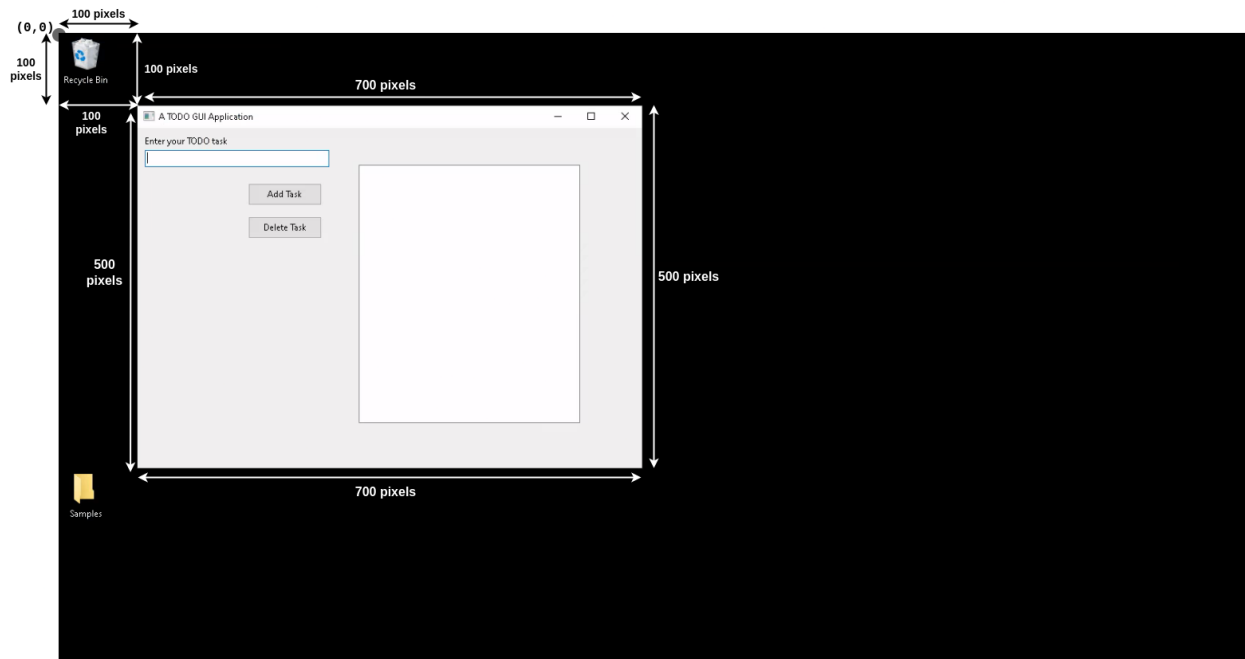 100 pixels
(0,0)
100
pixels
Recycle Bin
100 pixels
700 pixels
100
pixels
A TODO GUI Application
Enter your TODO task
Add Task
Delete Task
500
pixels
500 pixels
700 pixels
Samples